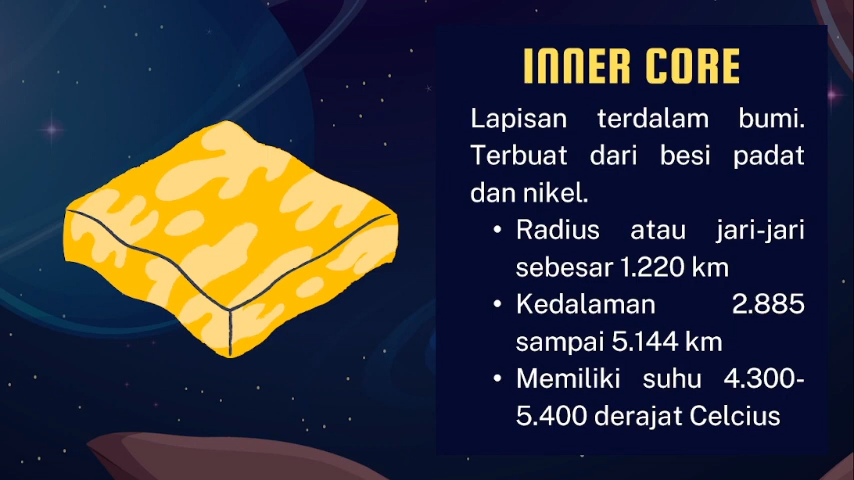 INNER CORE
Lapisan terdalam bumi.
Terbuat dari besi padat
dan nikel.
• Radius atau jari-jari
sebesar 1.220 km
• Kedalaman 2.885
sampai 5.144 km
• Memiliki suhu 4.300-
5.400 derajat Celcius